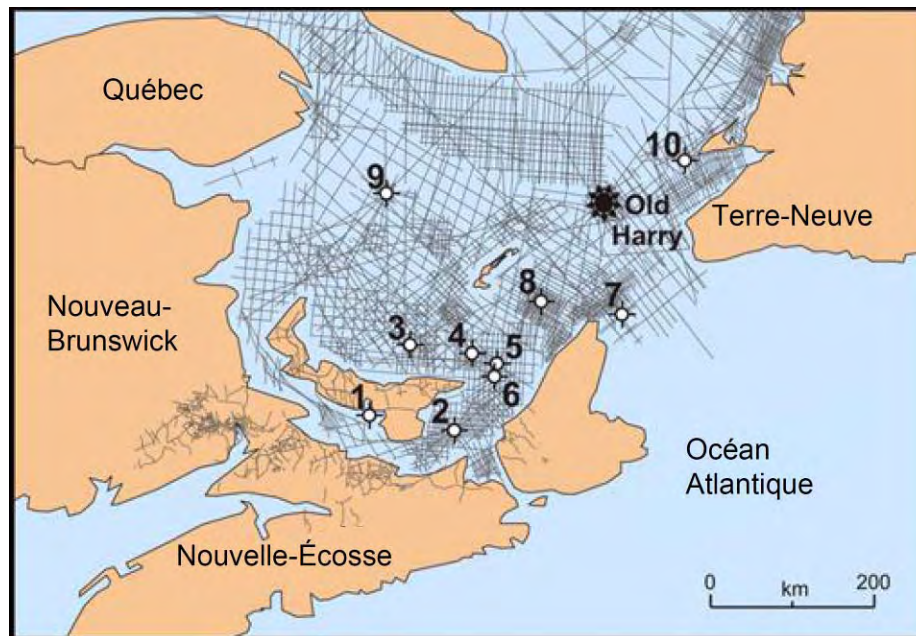 Québec
10
9
Old
Harry
Terre-Neuve
8
7
Nouveau-
Brunswick
3
4
5
6
1
2
Océan
Atlantique
Nouvelle-Écosse
0
200
km